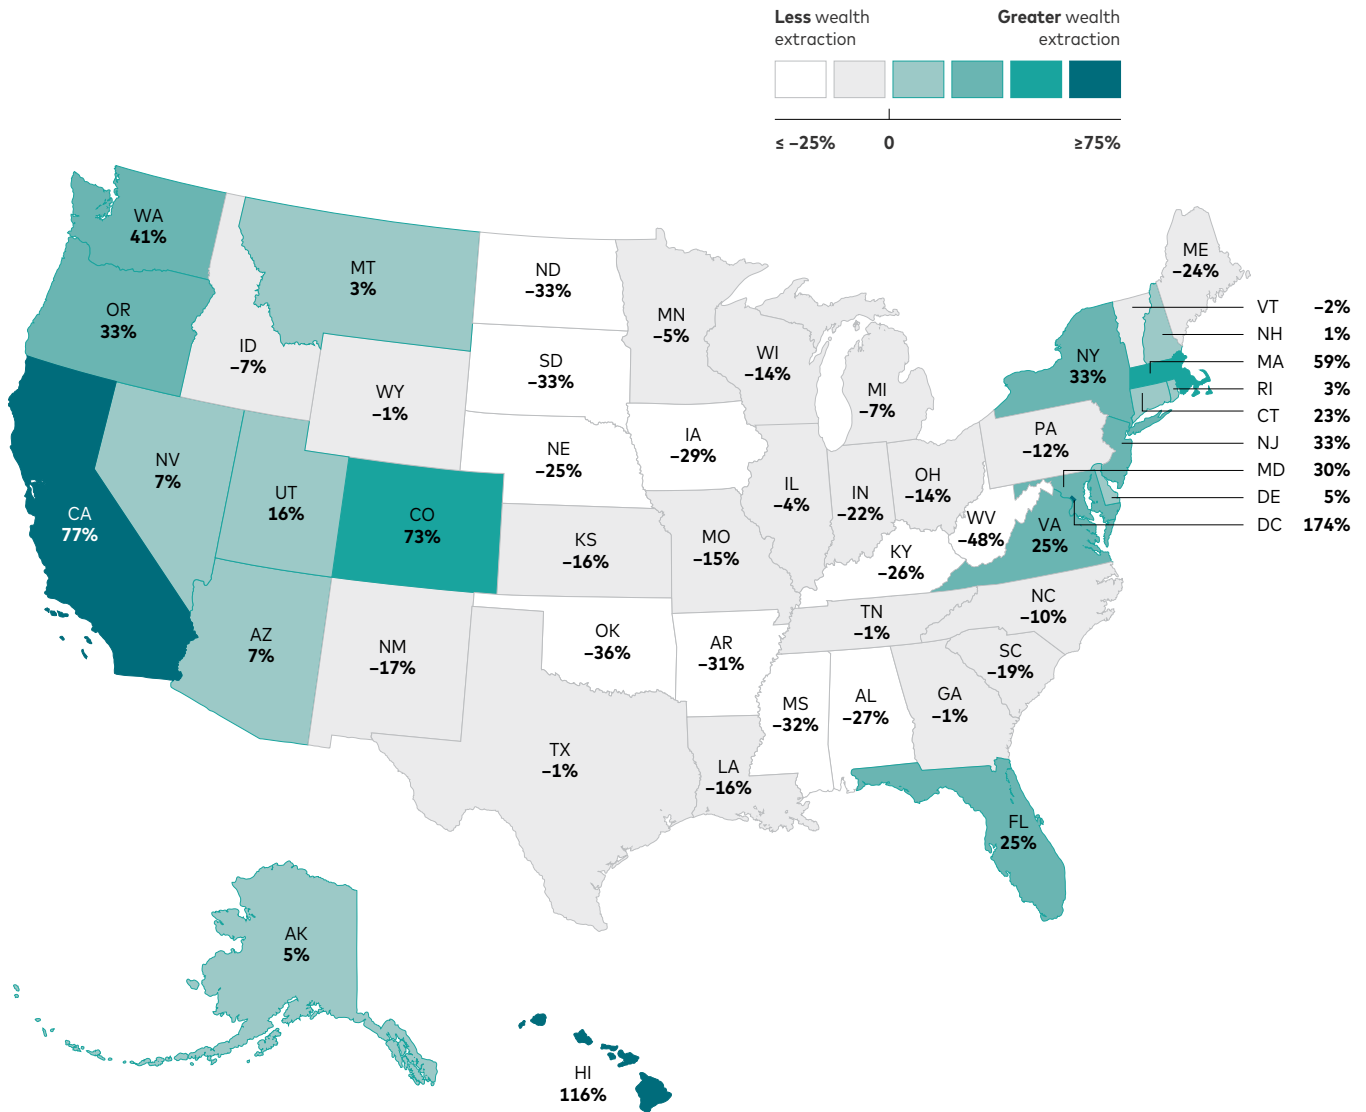 Less wealth
extraction
Greater wealth
extraction
≤ –25%
0
≥75%
WA
41%
OR
33%
CA
77%
ID
–7%
NV
7%
MT
3%
WY
–1%
UT
16%
CO
73%
AZ
7%
NM
–17%
ND
–33%
SD
–33%
NE
–25%
KS
–16%
OK
–36%
TX
–1%
MN
–5%
IA
–29%
MO
–15%
AR
–31%
LA
–16%
WI
–14%
IL
–4%
MI
–7%
IN
–22%
OH
–14%
KY
–26%
TN
–1%
MS
–32%
AL
–27%
GA
–1%
FL
25%
SC
–19%
NC
–10%
VA
25%
WV
–48%
PA
–12%
NY
33%
ME
–24%
VT –2%
NH 1%
MA 59%
RI 3%
CT 23%
NJ 33%
MD 30%
DE 5%
DC 174%
AK
5%
HI
116%